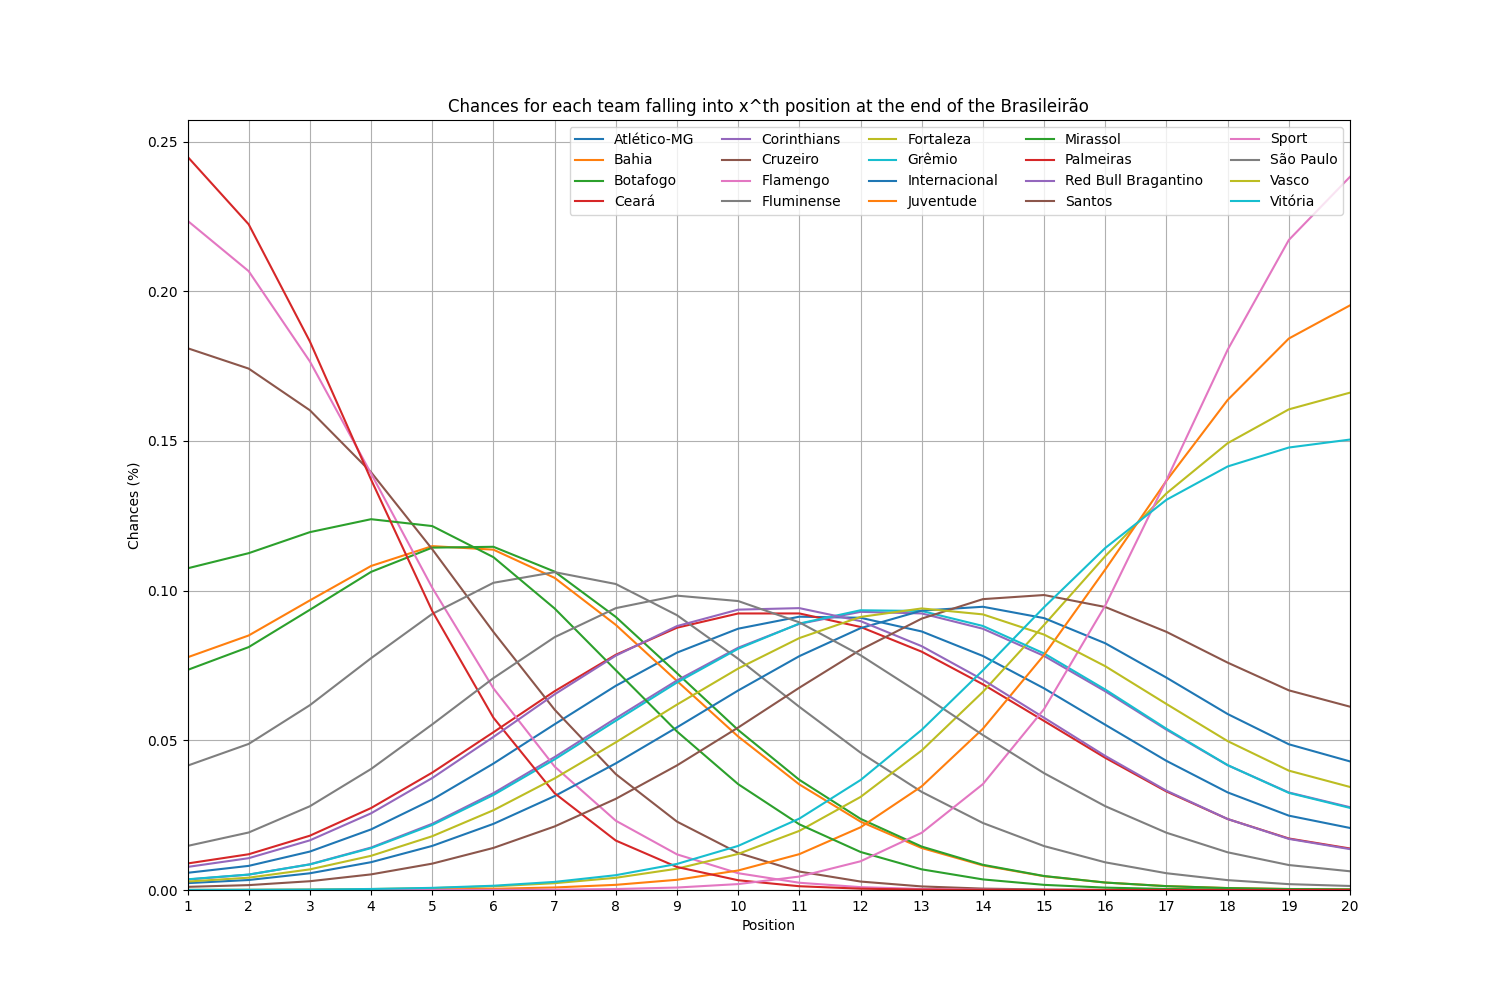 Chances for each team falling into x^th position at the end of the Brasileirão
Atlético-MG Corinthians Fortaleza Mirassol Sport
Bahia Cruzeiro Grêmio Palmeiras São Paulo
Botafogo Flamengo Internacional Red Bull Bragantino Vasco
Ceará Fluminense Juventude Santos Vitória
0.25
0.20
0.15
0.10
0.05
0.00
Chances (%)
1 2 3 4 5 6 7 8 9 10 11 12 13 14 15 16 17 18 19 20
Position